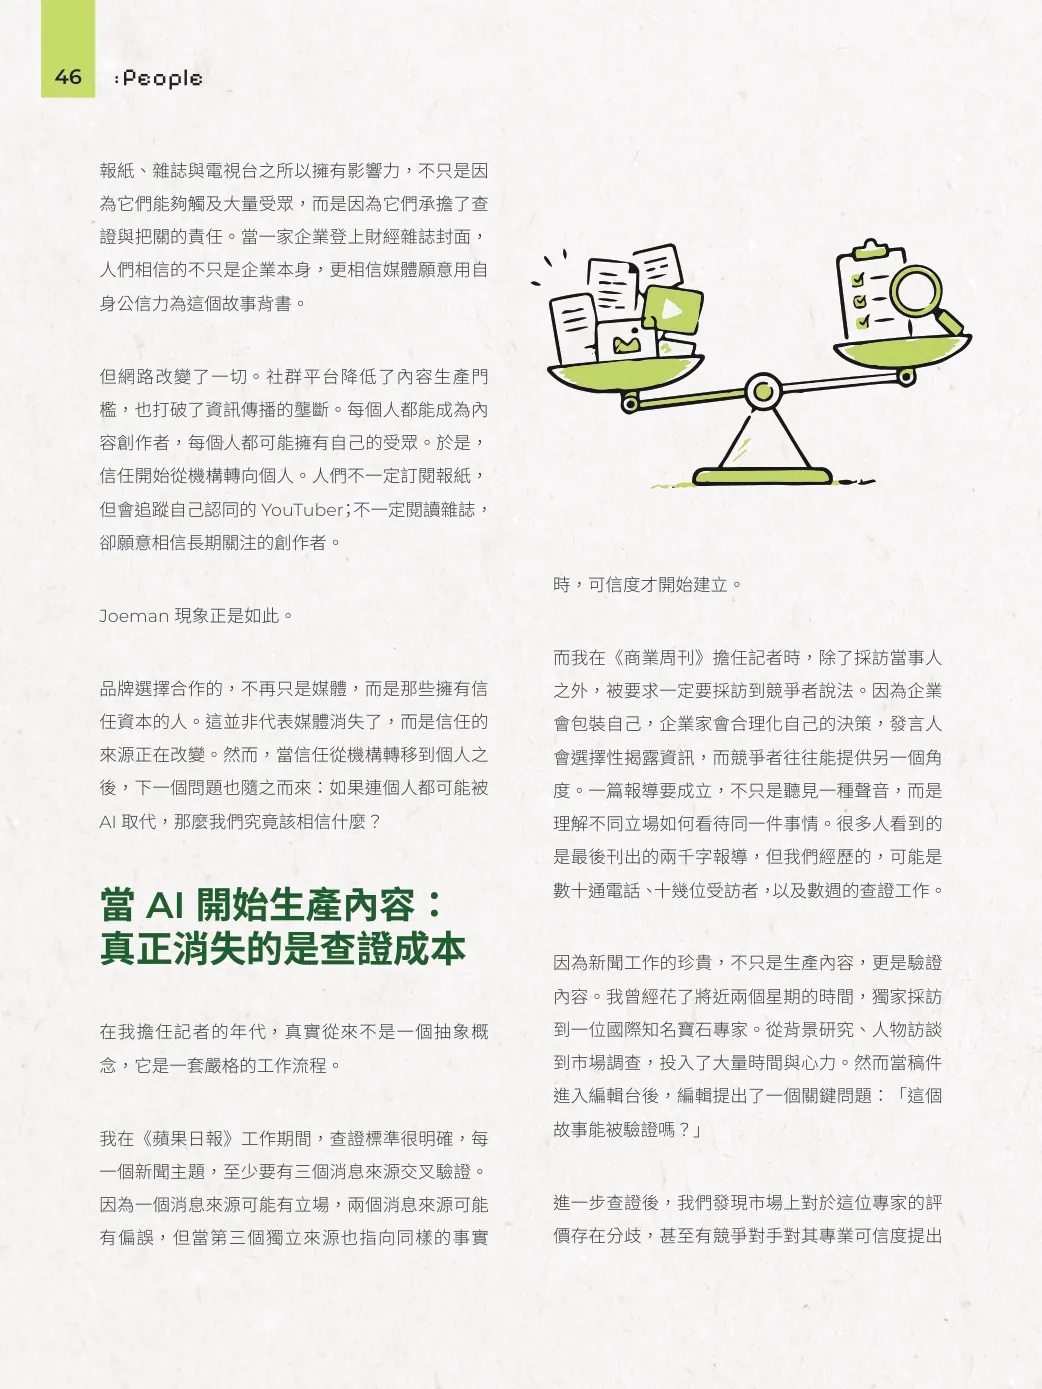 46
:People
報紙、雜誌與電視台之所以擁有影響力，不只是因
為它們能夠觸及大量受眾，而是因為它們承擔了查
證與把關的責任。當一家企業登上財經雜誌封面，
人們相信的不只是企業本身，更相信媒體願意用自
身公信力為這個故事背書。
但網路改變了一切。社群平台降低了內容生產門
檻，也打破了資訊傳播的壟斷。每個人都能成為內
容創作者，每個人都可能擁有自己的受眾。於是，
信任開始從機構轉向個人。人們不一定訂閱報紙，
但會追蹤自己認同的 YouTuber；不一定閱讀雜誌，
卻願意相信長期關注的創作者。
Joeman 現象正是如此。
品牌選擇合作的，不再只是媒體，而是那些擁有信
任資本的人。這並非代表媒體消失了，而是信任的
來源正在改變。然而，當信任從機構轉移到個人之
後，下一個問題也隨之而來：如果連個人都可能被
AI 取代，那麼我們究竟該相信什麼？
當 AI 開始生產內容：
真正消失的是查證成本
在我擔任記者的年代，真實從來不是一個抽象概
念，它是一套嚴格的工作流程。
我在《蘋果日報》工作期間，查證標準很明確，每
一個新聞主題，至少要有三個消息來源交叉驗證。
因為一個消息來源可能有立場，兩個消息來源可能
有偏誤，但當第三個獨立來源也指向同樣的事實
時，可信度才開始建立。
而我在《商業周刊》擔任記者時，除了採訪當事人
之外，被要求一定要採訪到競爭者說法。因為企業
會包裝自己，企業家會合理化自己的決策，發言人
會選擇性揭露資訊，而競爭者往往能提供另一個角
度。一篇報導要成立，不只是聽見一種聲音，而是
理解不同立場如何看待同一件事情。很多人看到的
是最後刊出的兩千字報導，但我們經歷的，可能是
數十通電話、十幾位受訪者，以及數週的查證工作。
因為新聞工作的珍貴，不只是生產內容，更是驗證
內容。我曾經花了將近兩個星期的時間，獨家採訪
到一位國際知名寶石專家。從背景研究、人物訪談
到市場調查，投入了大量時間與心力。然而當稿件
進入編輯台後，編輯提出了一個關鍵問題：「這個
故事能被驗證嗎？」
進一步查證後，我們發現市場上對於這位專家的評
價存在分歧，甚至有競爭對手對其專業可信度提出